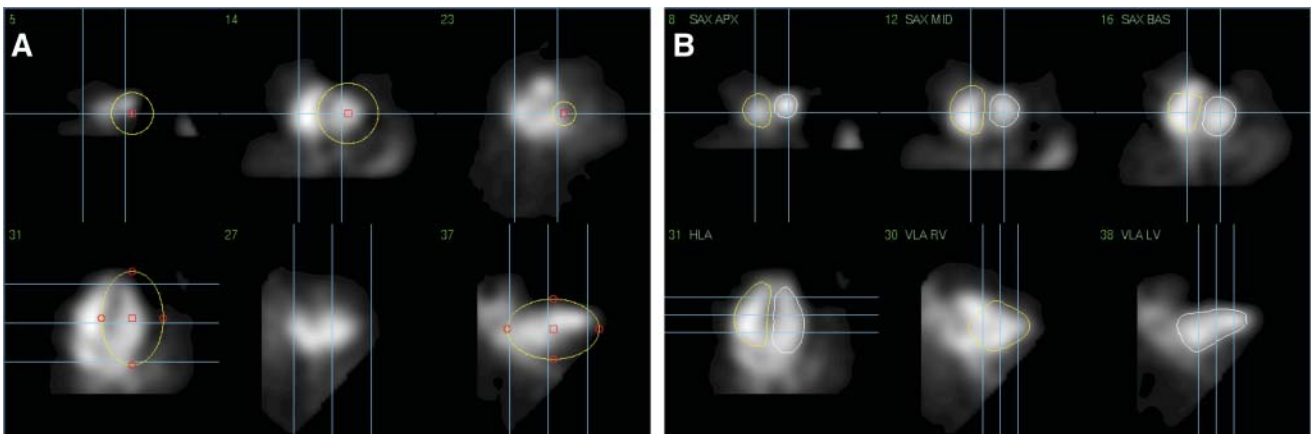 A
5
14
23
31
27
37
B
8 SAX APX
12 SAX MID
16 SAX BAS
31 HLA
30 VLA RV
38 VLA LV